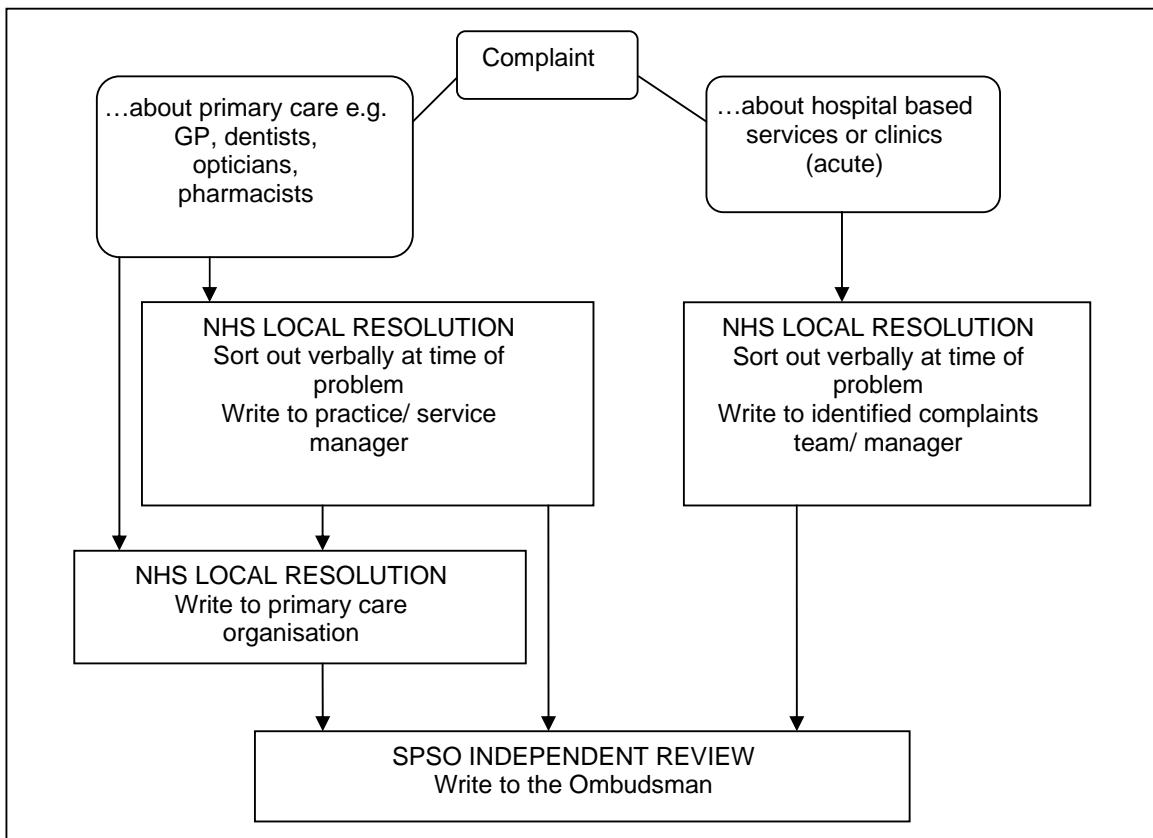 Complaint
…about primary care e.g.
GP, dentists,
opticians,
pharmacists
…about hospital based
services or clinics
(acute)
NHS LOCAL RESOLUTION
Sort out verbally at time of
problem
Write to practice/ service
manager
NHS LOCAL RESOLUTION
Sort out verbally at time of
problem
Write to identified complaints
team/ manager
NHS LOCAL RESOLUTION
Write to primary care
organisation
SPSO INDEPENDENT REVIEW
Write to the Ombudsman